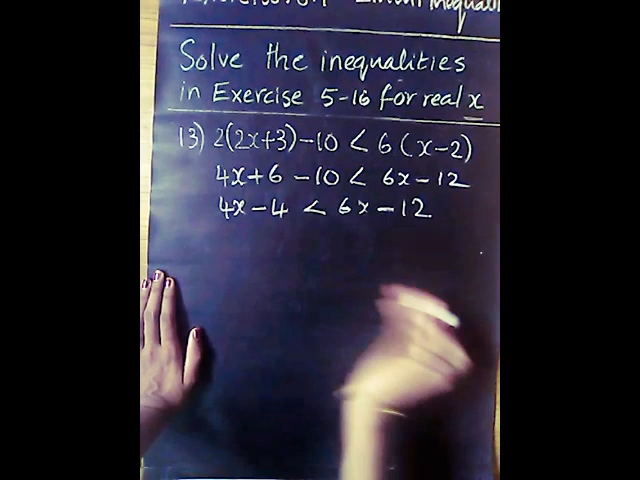 Solve the inequalities
in Exercise 5-16 for real x
13) 2(2x+3)-10 < 6(x-2)
4x+6-10 < 6x-12
4x-4 < 6x-12